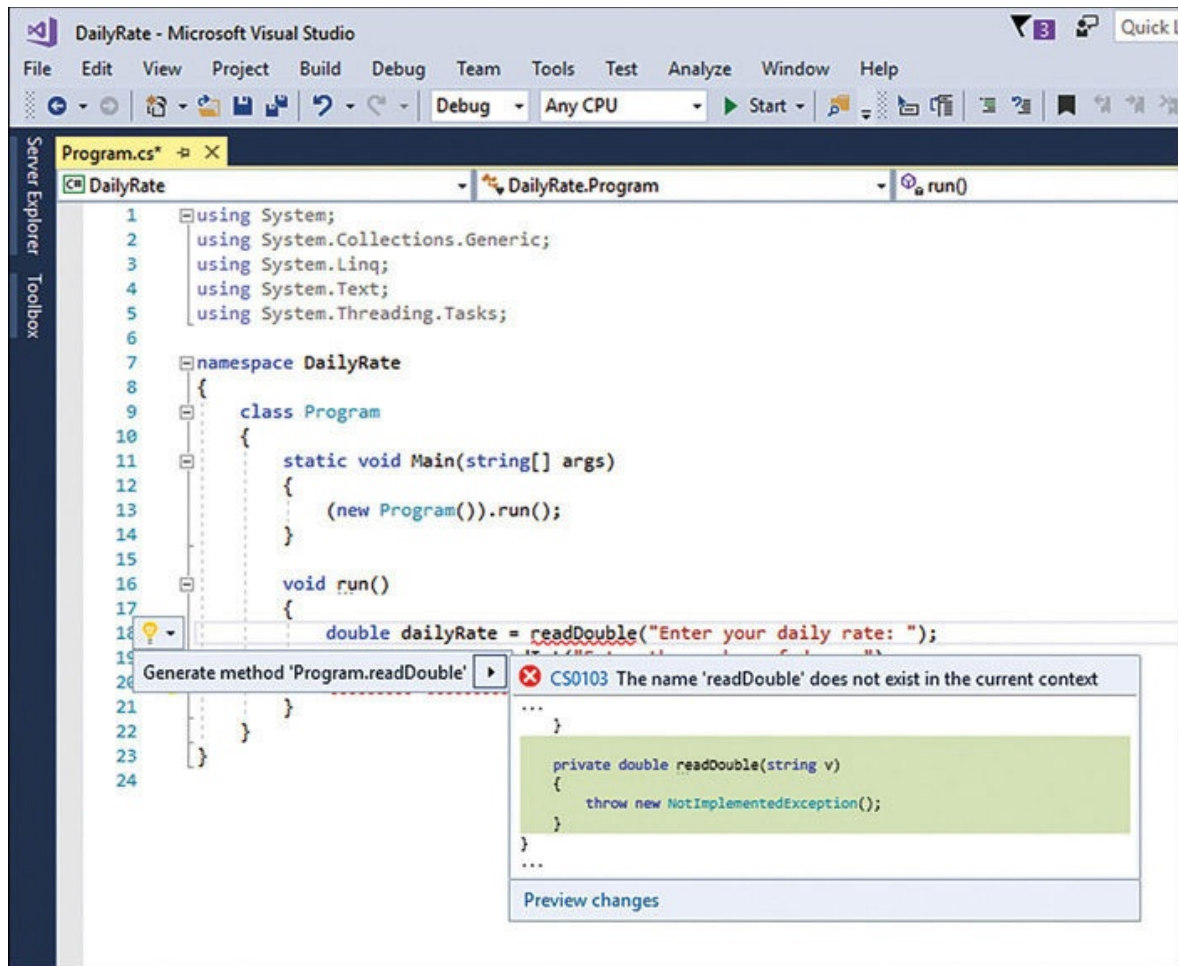 DailyRate - Microsoft Visual Studio
3
Quick L
File Edit View Project Build Debug Team Tools Test Analyze Window Help
Debug Any CPU Start
Server Explorer
Toolbox
Program.cs*
C# DailyRate DailyRate.Program run()
1 using System;
2 using System.Collections.Generic;
3 using System.Linq;
4 using System.Text;
5 using System.Threading.Tasks;
6
7 namespace DailyRate
8 {
9 class Program
10 {
11 static void Main(string[] args)
12 {
13 (new Program()).run();
14 }
15
16 void run()
17 {
18 double dailyRate = readDouble("Enter your daily rate: ");
19
Generate method 'Program.readDouble'
20
21 }
22 }
23 }
24
CS0103 The name 'readDouble' does not exist in the current context
...
}
private double readDouble(string v)
{
throw new NotImplementedException();
}
}
...
Preview changes